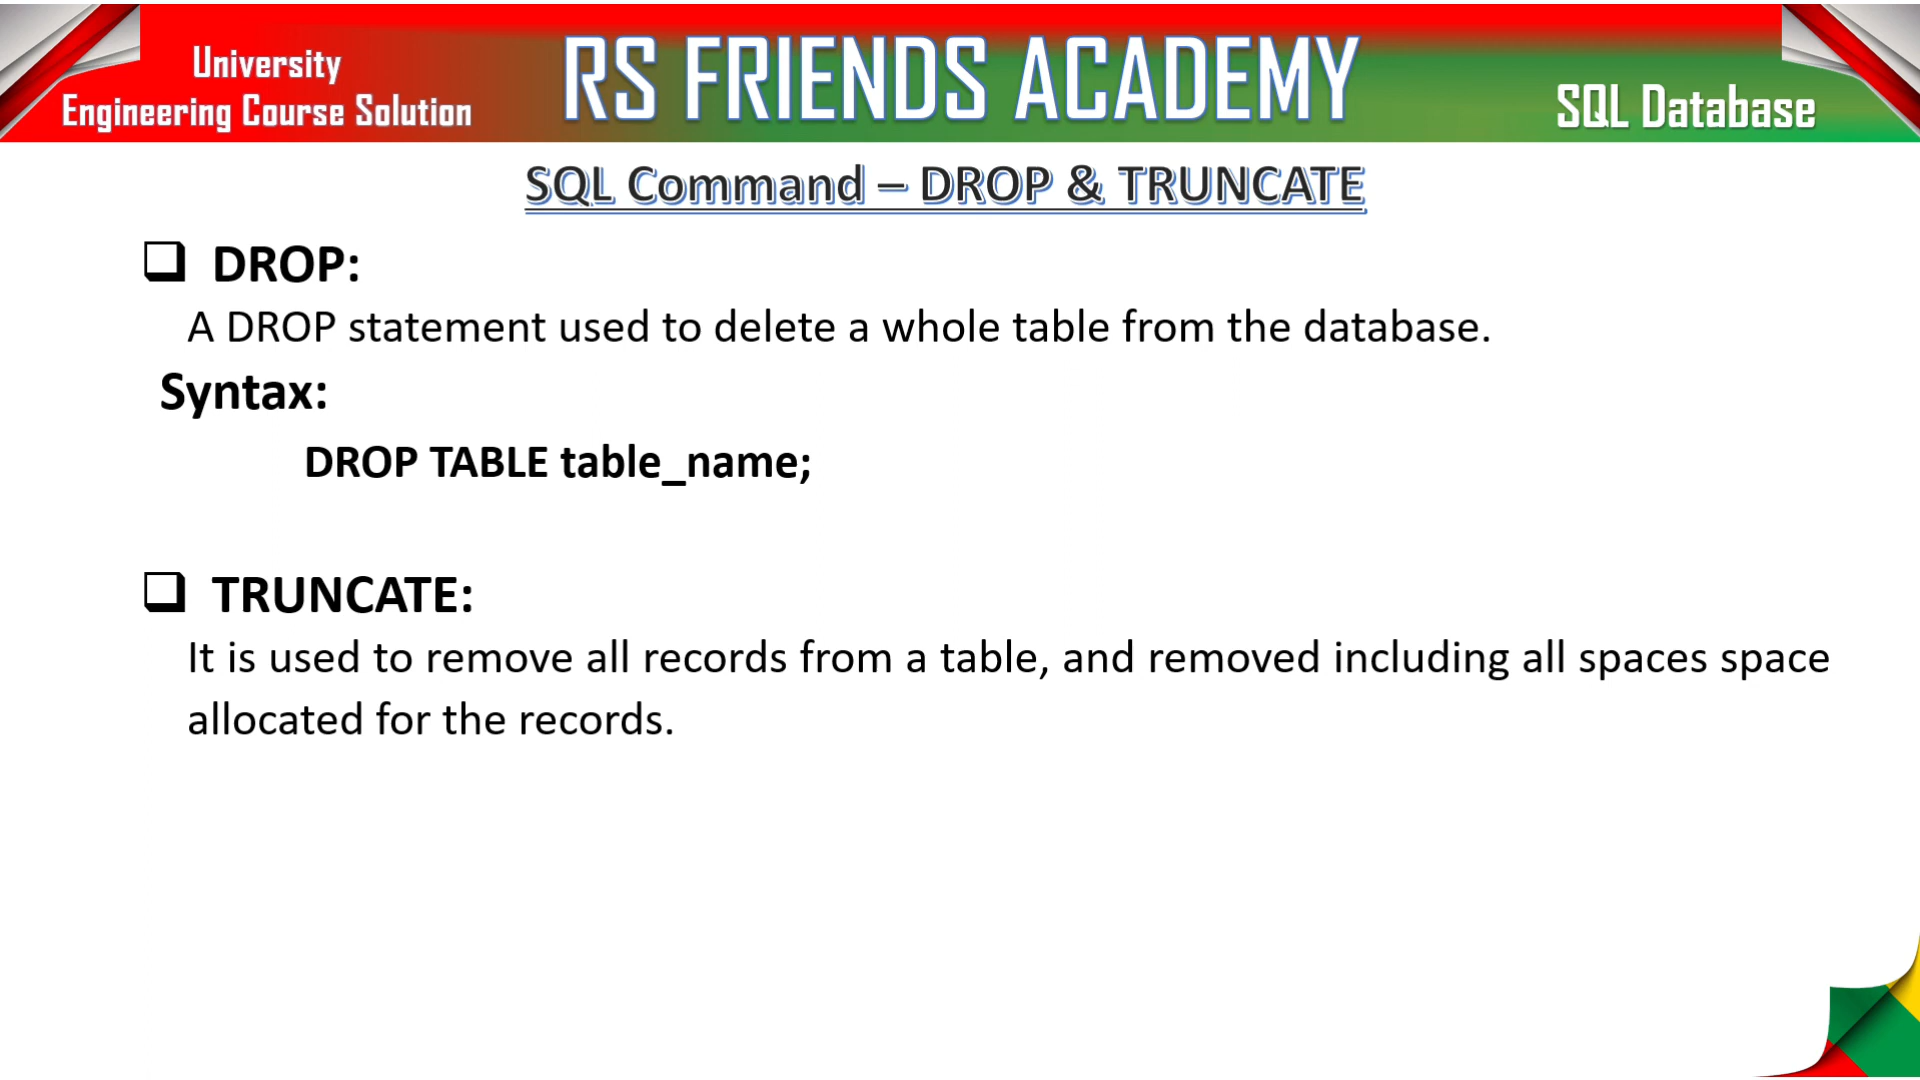 University
Engineering Course Solution
RS FRIENDS ACADEMY
SQL Database
SQL Command – DROP & TRUNCATE
❑ DROP:
A DROP statement used to delete a whole table from the database.
Syntax:
DROP TABLE table_name;
❑ TRUNCATE:
It is used to remove all records from a table, and removed including all spaces space
allocated for the records.